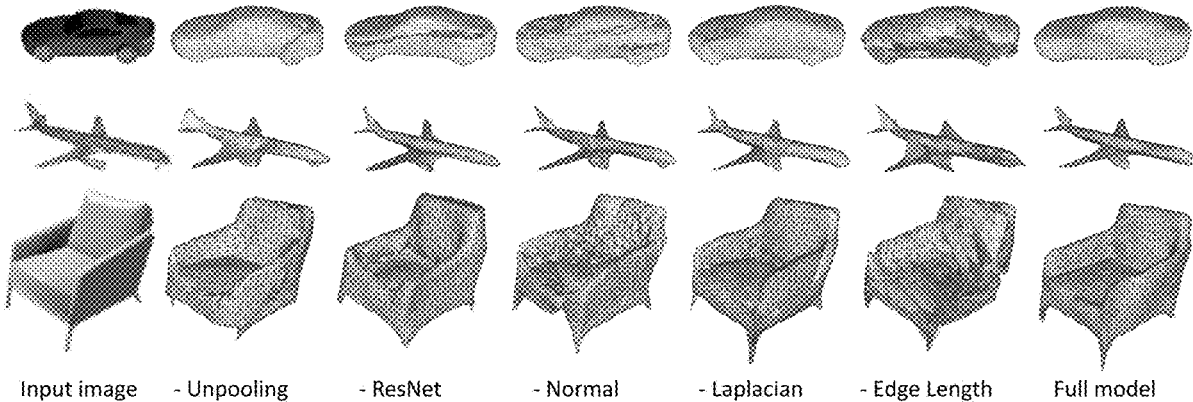 Input image - Unpooling - ResNet - Normal - Laplacian - Edge Length Full model